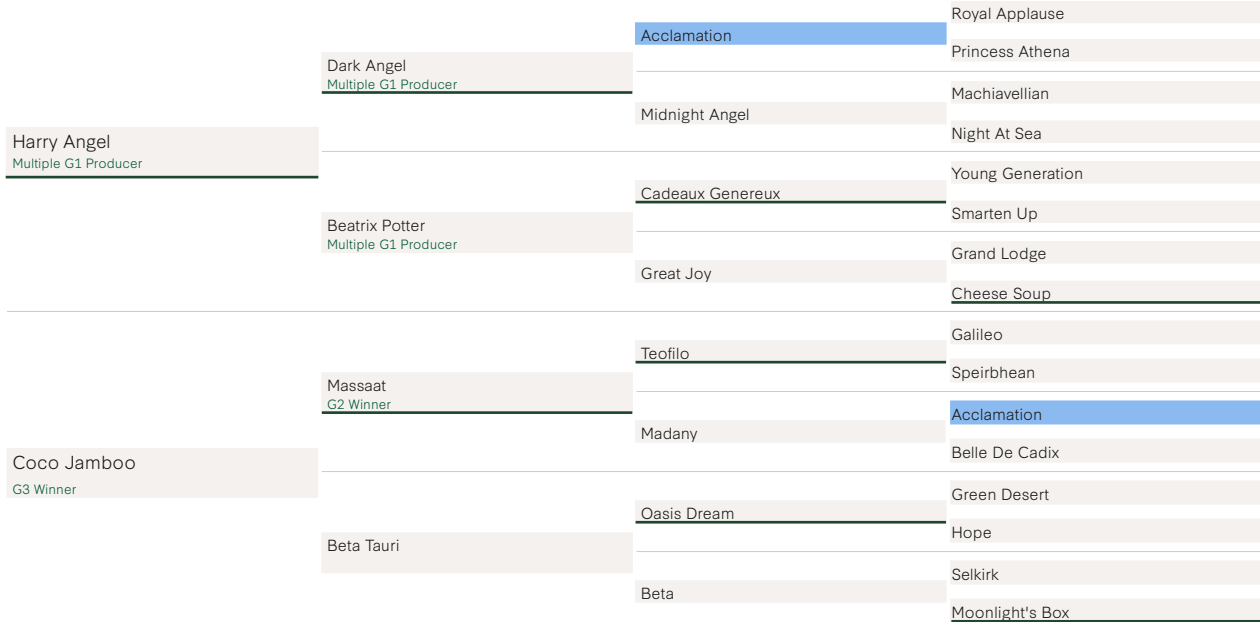 Harry Angel
Multiple G1 Producer
Coco Jamboo
G3 Winner
Dark Angel
Multiple G1 Producer
Beatrix Potter
Multiple G1 Producer
Massaat
G2 Winner
Beta Tauri
Acclamation
Midnight Angel
Cadeaux Genereux
Great Joy
Teofilo
Madany
Oasis Dream
Beta
Royal Applause
Princess Athena
Machiavellian
Night At Sea
Young Generation
Smarten Up
Grand Lodge
Cheese Soup
Galileo
Speirbhean
Acclamation
Belle De Cadix
Green Desert
Hope
Selkirk
Moonlight's Box